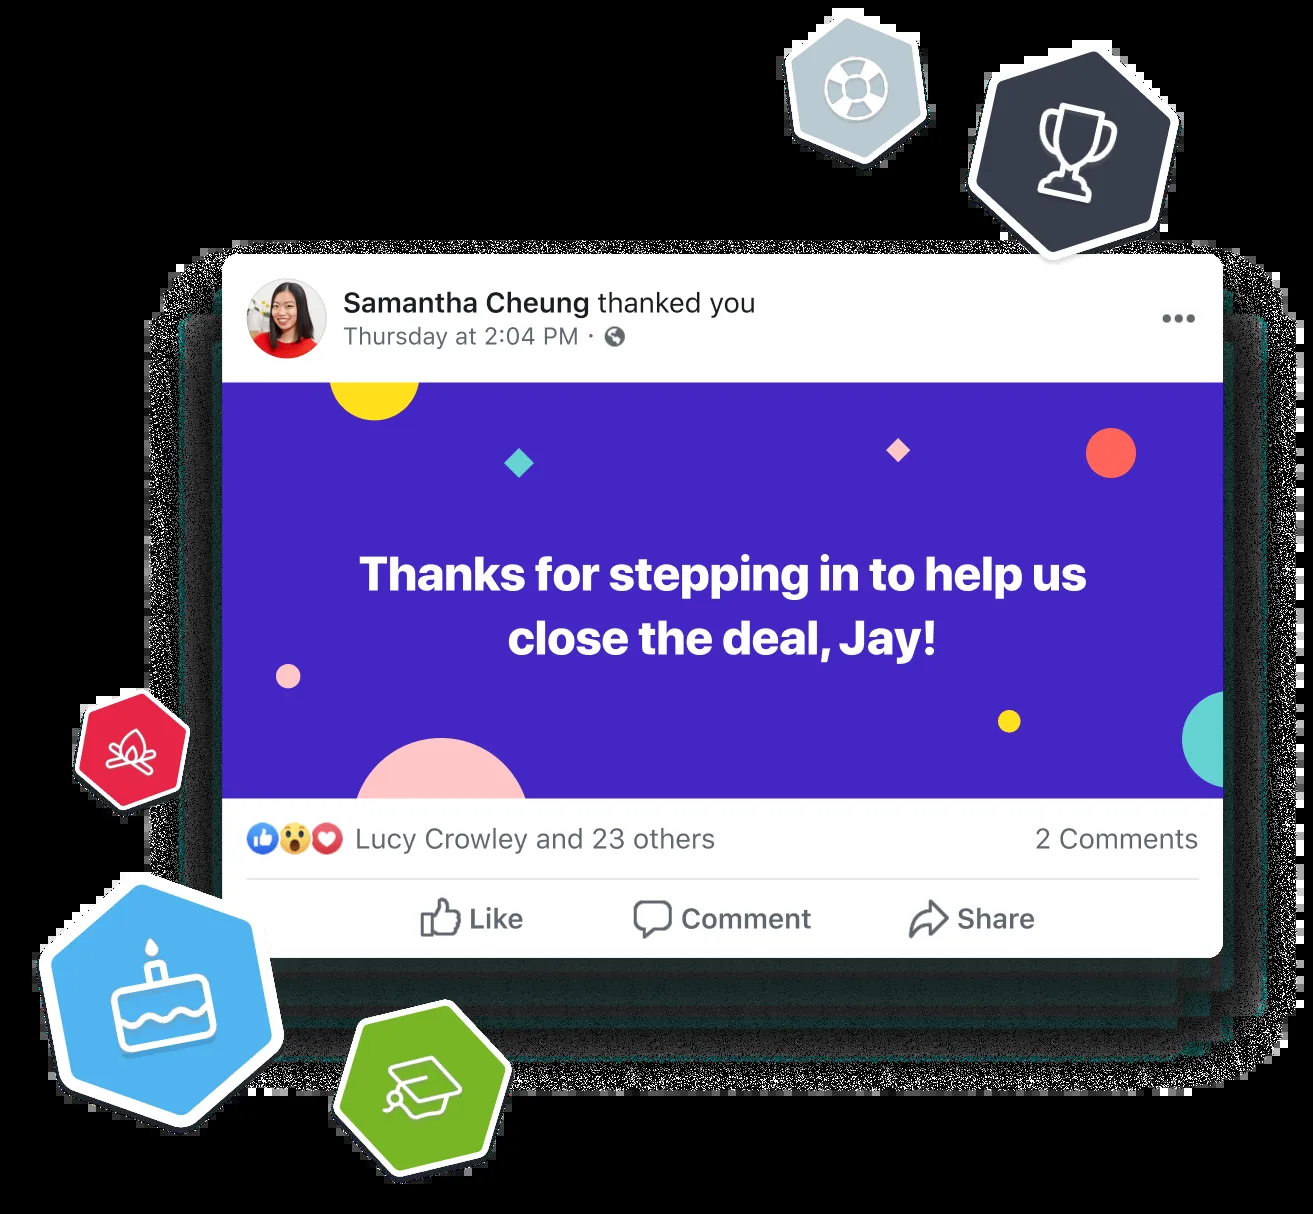 Samantha Cheung thanked you
Thursday at 2:04 PM ·
Thanks for stepping in to help us
close the deal, Jay!
Lucy Crowley and 23 others
2 Comments
Like
Comment
Share